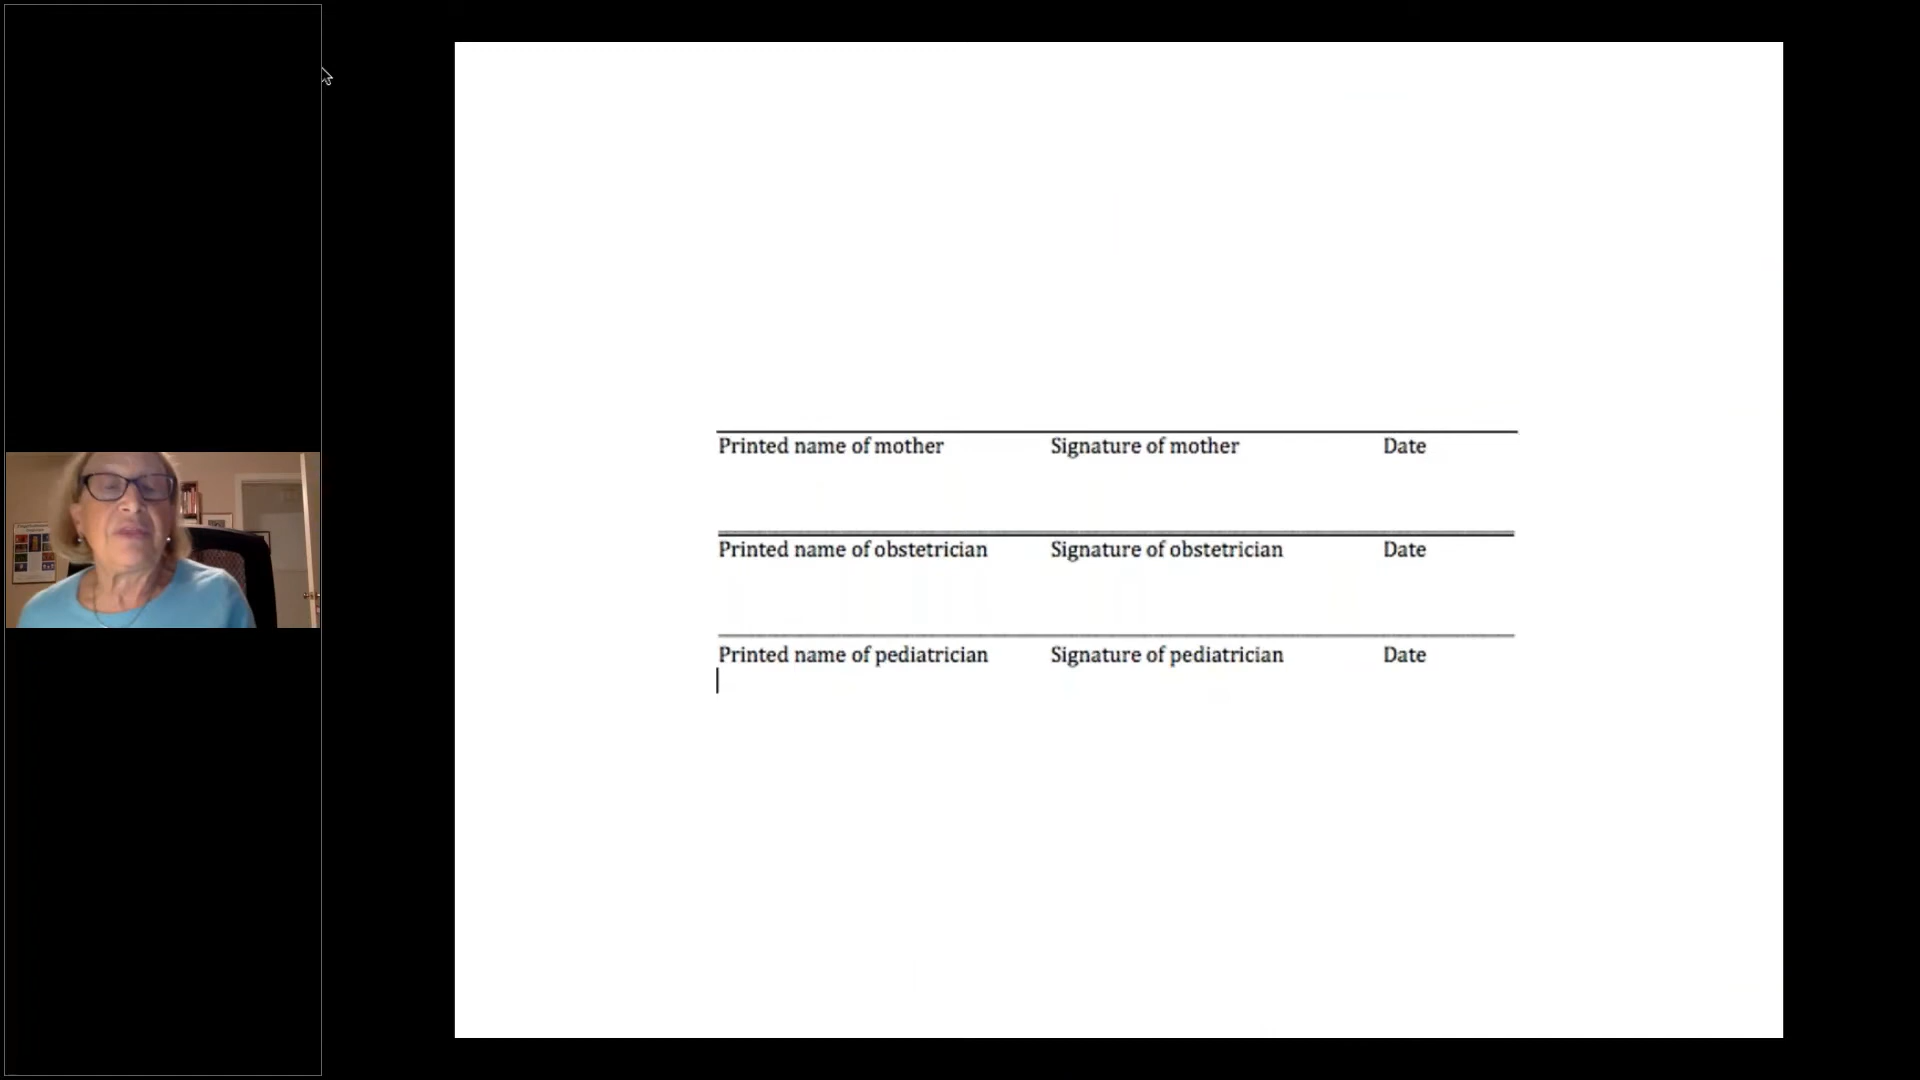 Printed name of mother Signature of mother Date
Printed name of obstetrician Signature of obstetrician Date
Printed name of pediatrician Signature of pediatrician Date